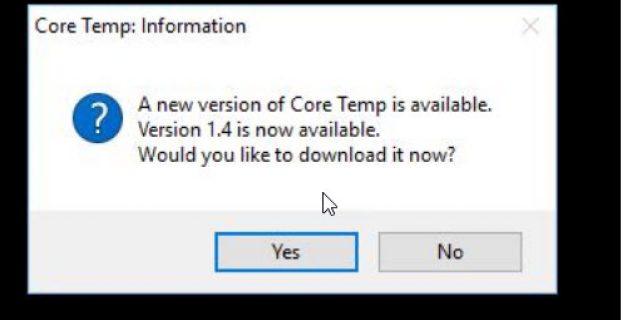 Core Temp: Information
?
A new version of Core Temp is available.
Version 1.4 is now available.
Would you like to download it now?
Yes
No